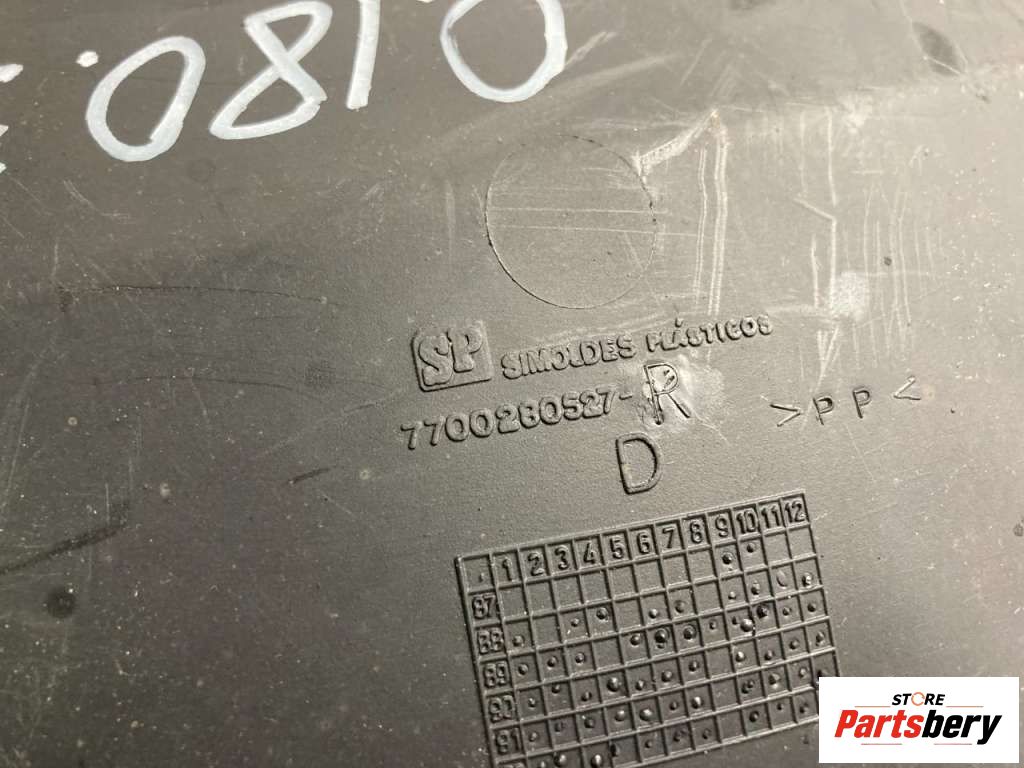 0180.
SP SIMOLDES PLÁSTICOS
7700280527-R >PP<
D
1 2 3 4 5 6 7 8 9 10 11 12
87
88
89
90
91
STORE
Partsbery